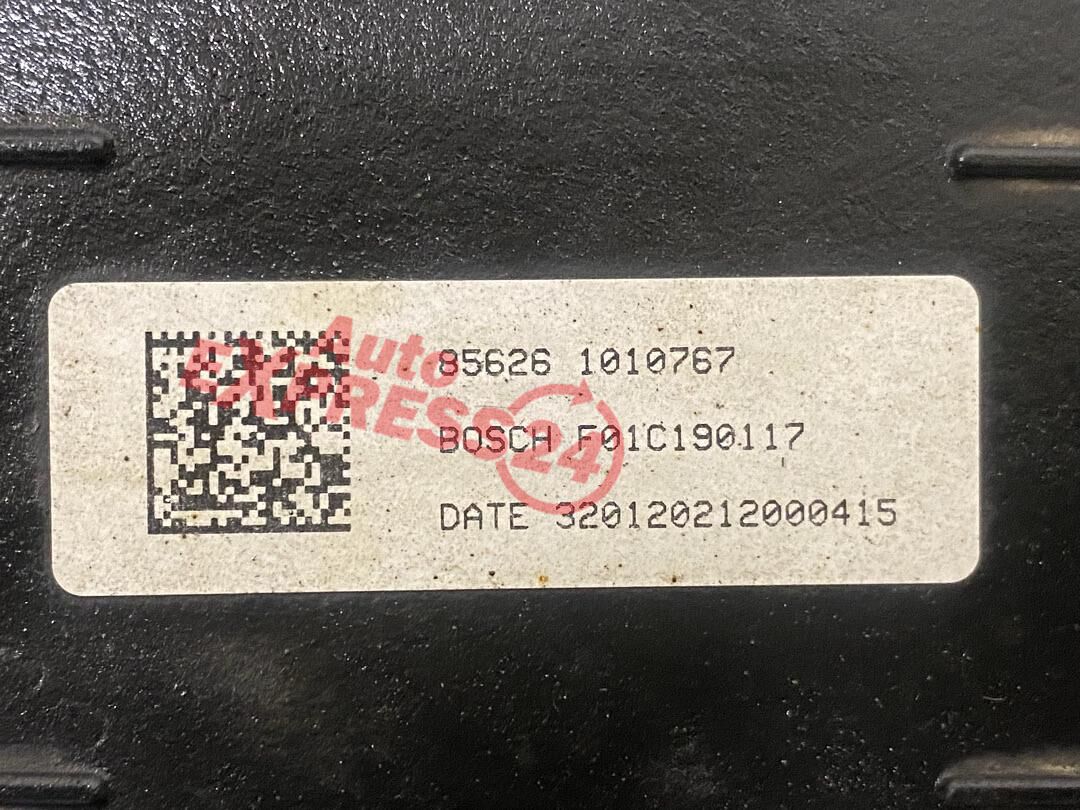 85626 1010767
BOSCH F01C190117
DATE 320120212000415
Auto
EXPRESS24